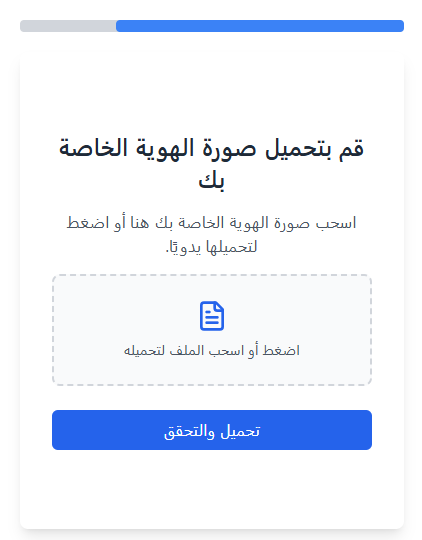 قم بتحميل صورة الهوية الخاصة
بك
اسحب صورة الهوية الخاصة بك هنا أو اضغط
لتحميلها يدويًا.
اضغط أو اسحب الملف لتحميله
تحميل والتحقق